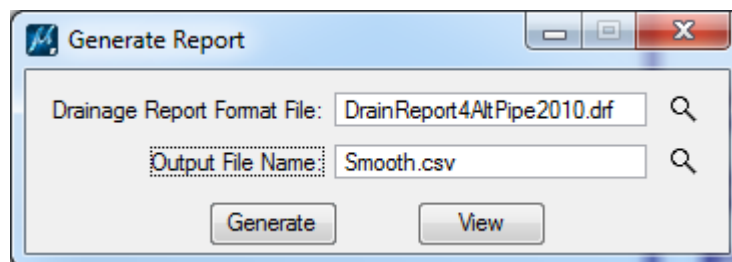 Generate Report
Drainage Report Format File: DrainReport4AltPipe2010.drf
Output File Name: Smooth.csv
Generate View